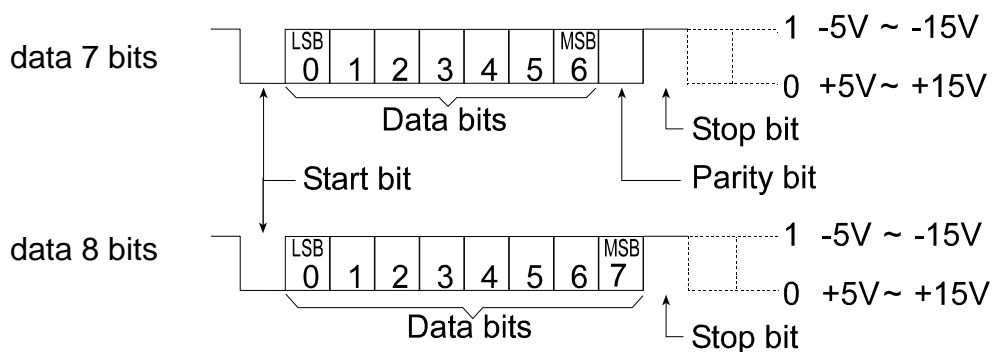 LSB MSB 1 -5V ~ -15V
data 7 bits 0 1 2 3 4 5 6
0 +5V~ +15V
Data bits Stop bit
Start bit Parity bit
LSB MSB 1 -5V ~ -15V
data 8 bits 0 1 2 3 4 5 6 7
0 +5V~ +15V
Data bits Stop bit